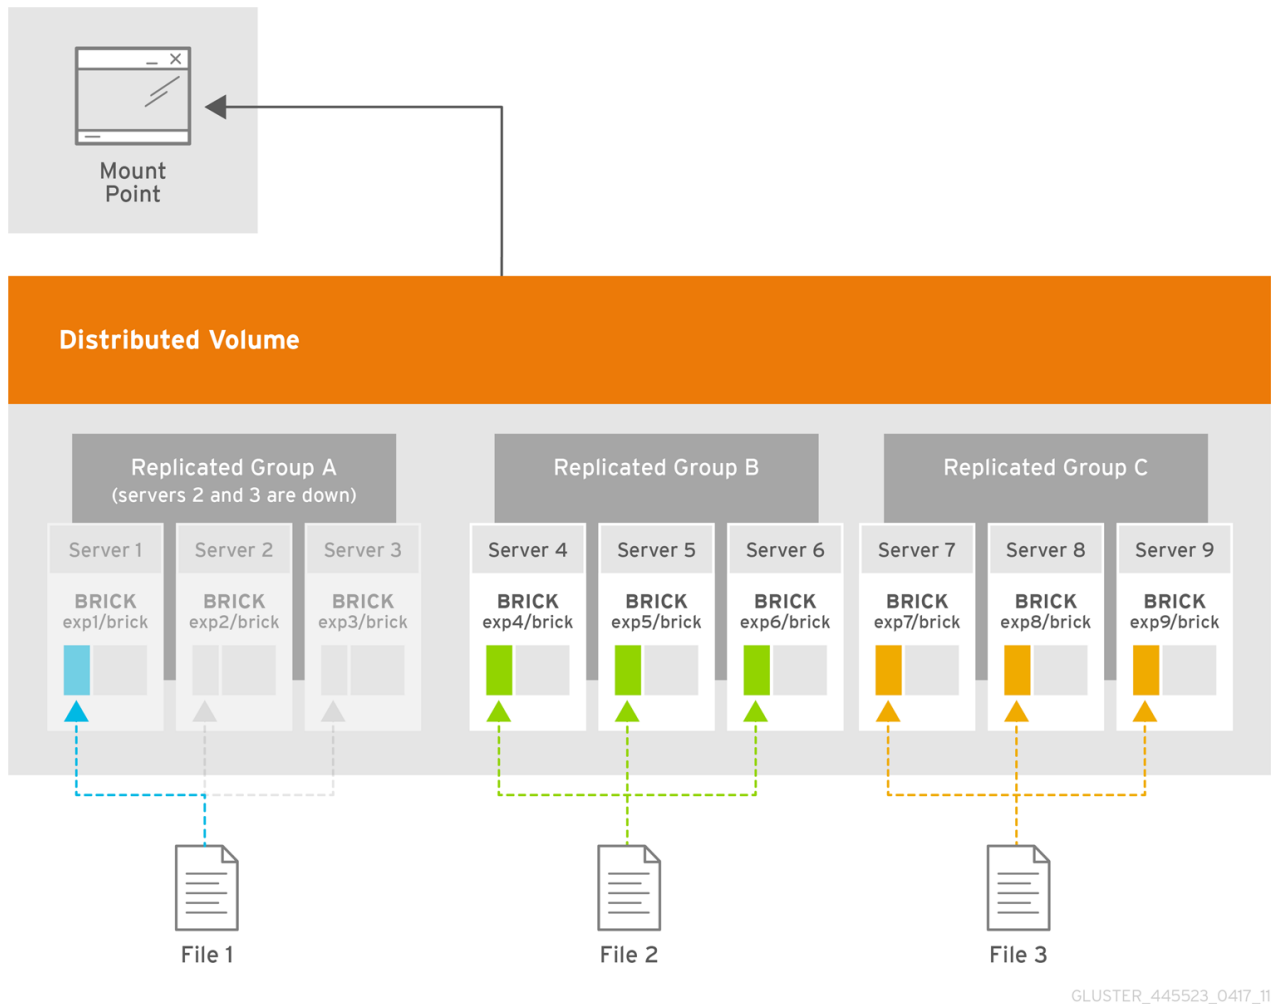 Mount
Point
Distributed Volume
Replicated Group A
(servers 2 and 3 are down)
Replicated Group B
Replicated Group C
Server 1
Server 2
Server 3
Server 4
Server 5
Server 6
Server 7
Server 8
Server 9
BRICK
exp1/brick
BRICK
exp2/brick
BRICK
exp3/brick
BRICK
exp4/brick
BRICK
exp5/brick
BRICK
exp6/brick
BRICK
exp7/brick
BRICK
exp8/brick
BRICK
exp9/brick
File 1
File 2
File 3
GLUSTER_445523_0417_11